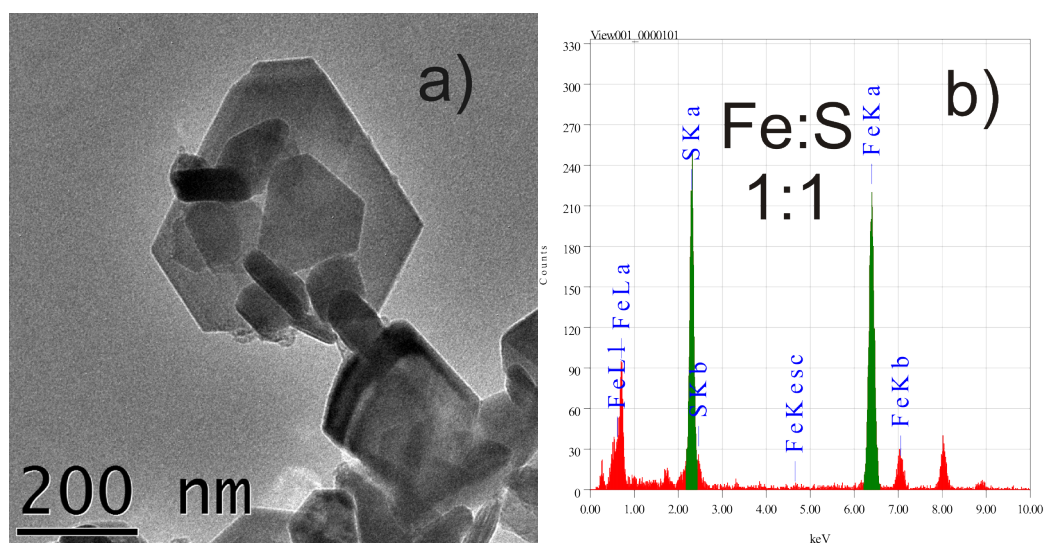 a)
200 nm
View001_0000101
b)
Fe:S
1:1
330
300
270
240
210
180
150
120
90
60
30
0
Counts
FeLl
FeLa
SKa
SKb
FeKesc
FeKa
FeKb
0.00 1.00 2.00 3.00 4.00 5.00 6.00 7.00 8.00 9.00 10.00
keV